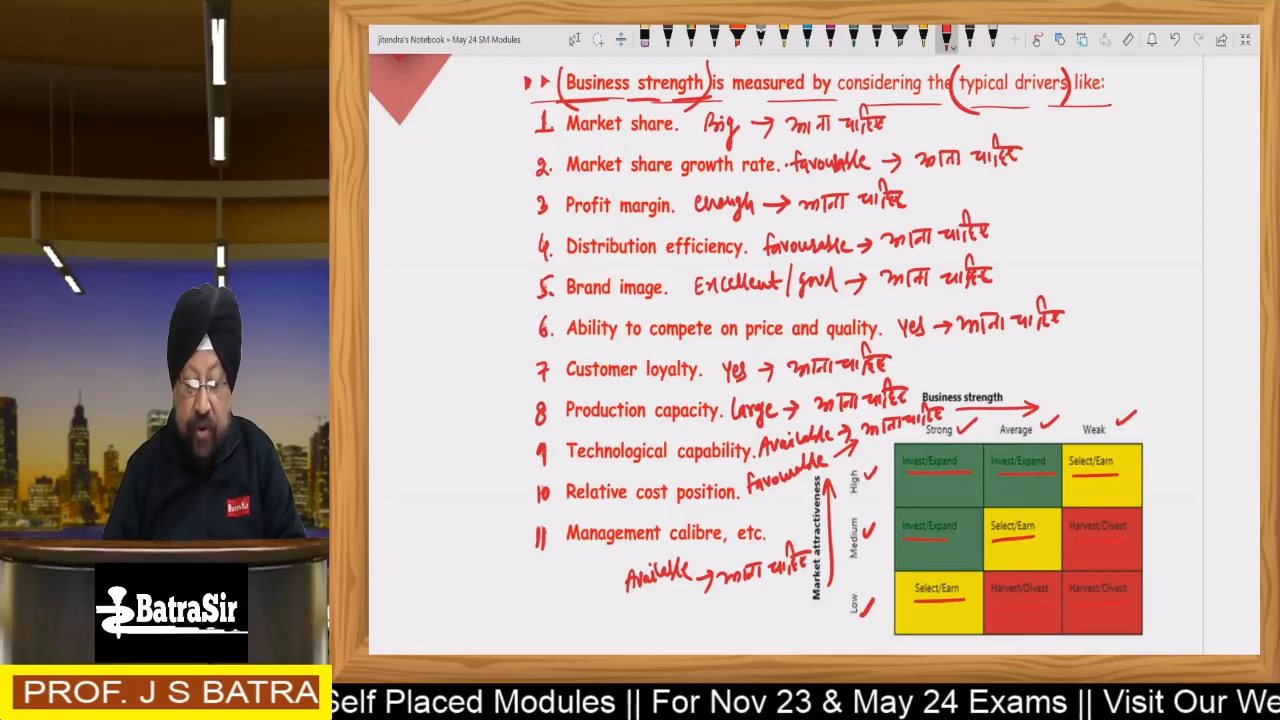 jitendra's Notebook » May 24 SM Modules
Business strength is measured by considering the typical drivers like:
1 Market share. Big → आना चाहिए
2. Market share growth rate. favourable → आना चाहिए
3 Profit margin. enough → आना चाहिए
4. Distribution efficiency. favourable → आना चाहिए
5. Brand image. Excellent/good → आना चाहिए
6. Ability to compete on price and quality. Yes → आना चाहिए
7 Customer loyalty. Yes → आना चाहिए
8 Production capacity. Large → आना चाहिए
9 Technological capability. Available → आना चाहिए
10 Relative cost position. favourable →
11 Management calibre, etc.
Available → आना चाहिए
Business strength
Strong Average Weak
Market attractiveness
High Invest/Expand Invest/Expand Select/Earn
Medium Invest/Expand Select/Earn Harvest/Divest
Low Select/Earn Harvest/Divest Harvest/Divest
BatraSir
BatraSir
PROF. J S BATRA
Self Placed Modules || For Nov 23 & May 24 Exams || Visit Our We